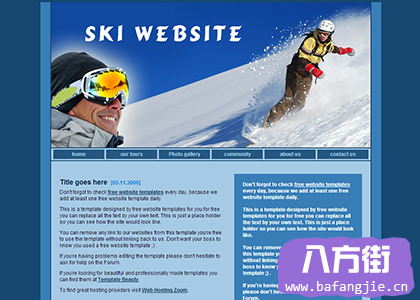 SKI WEBSITE
home
our tours
Photo gallery
community
about us
contact us
Title goes here [05.11.2006]
Don't forgot to check free website templates every day, because we
add at least one free website template daily.
This is a template designed by free website templates for you for free
you can replace all the text by your own text. This is just a place holder
so you can see how the site would look like.
You can remove any link to our websites from this template you're free
to use the template without linking back to us. Don't want your boss to
know you used a free website template ;).
If you're having problems editing the template please don't hesitate to
ask for help on the Forum.
If you're looking for beautiful and professionally made templates you
can find them at Template Beauty.
To find great hosting providers visit Web Hosting Zoom.
Don't forgot to check free website templates
every day, because we add at least one free
website template daily.
This is a template designed by free website
templates for you for free you can replace all
the text by your own text. This is just a place
holder so you can see how the site would look
like.
You can remove
this template
without linking
boss to know
template ;).
If you're having
please don't hes
Forum.
八方街
www.bafangjie.cn